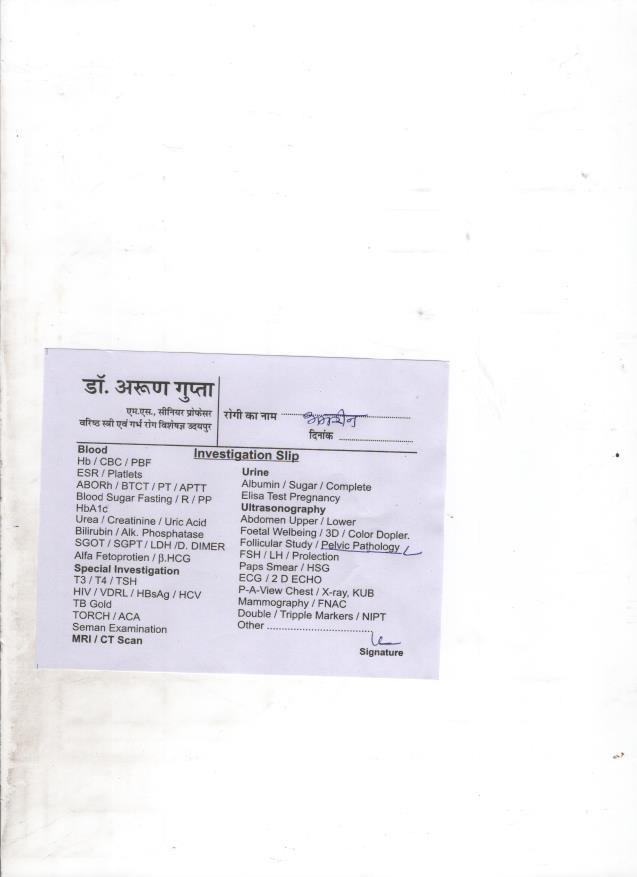 डॉ. अरूण गुप्ता
एम.एस., सीनियर प्रोफेसर
वरिष्ठ स्त्री एवं गर्भ रोग विशेषज्ञ उदयपुर
रोगी का नाम
दिनांक
Investigation Slip
Blood
Hb / CBC / PBF
ESR / Platlets
ABORh / BTCT / PT / APTT
Blood Sugar Fasting / R / PP
HbA1c
Urea / Creatinine / Uric Acid
Bilirubin / Alk. Phosphatase
SGOT / SGPT / LDH /D. DIMER
Alfa Fetoprotien / β.HCG
Special Investigation
T3 / T4 / TSH
HIV / VDRL / HBsAg / HCV
TB Gold
TORCH / ACA
Seman Examination
MRI / CT Scan
Urine
Albumin / Sugar / Complete
Elisa Test Pregnancy
Ultrasonography
Abdomen Upper / Lower
Foetal Welbeing / 3D / Color Dopler.
Follicular Study / Pelvic Pathology
FSH / LH / Prolection
Paps Smear / HSG
ECG / 2 D ECHO
P-A-View Chest / X-ray, KUB
Mammography / FNAC
Double / Tripple Markers / NIPT
Other ................................
Signature